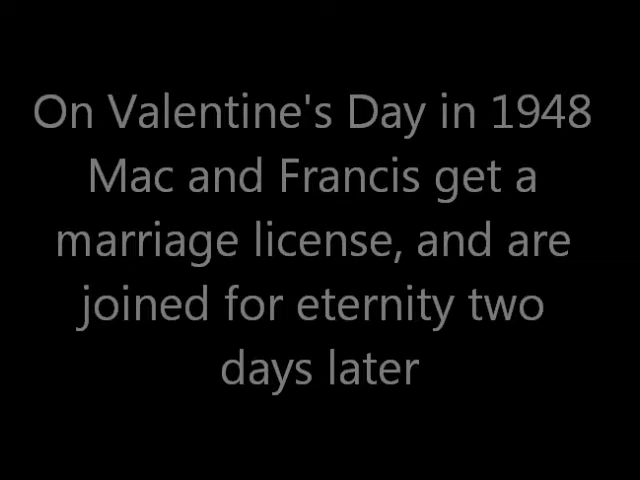 On Valentine's Day in 1948
Mac and Francis get a
marriage license, and are
joined for eternity two
days later